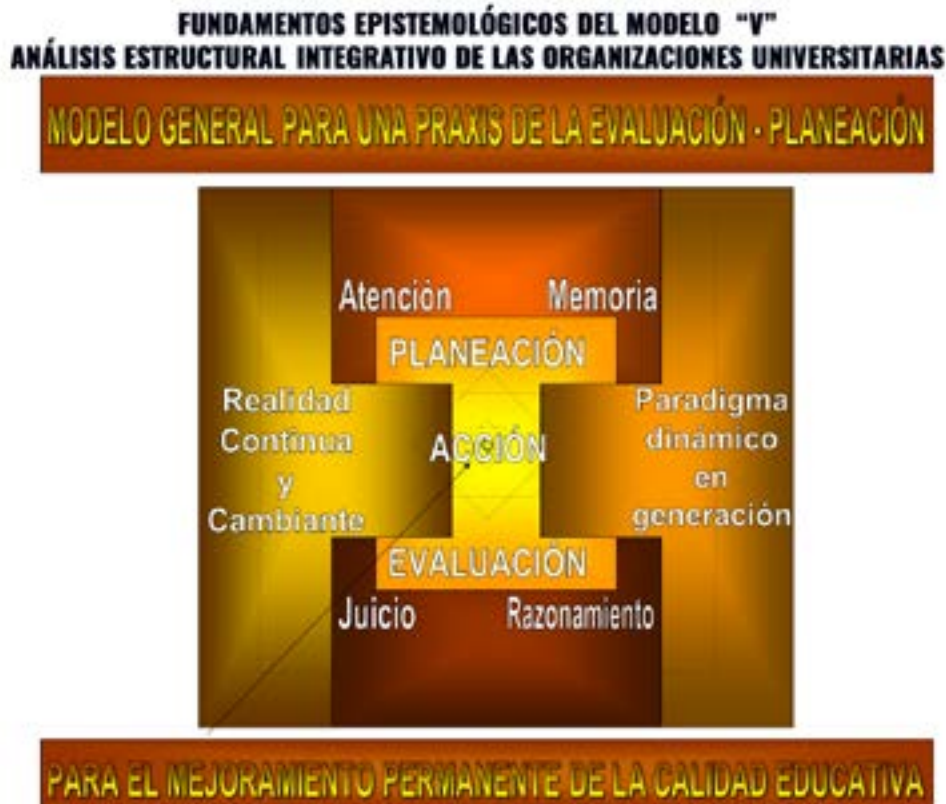 FUNDAMENTOS EPISTEMOLÓGICOS DEL MODELO "V"
ANÁLISIS ESTRUCTURAL INTEGRATIVO DE LAS ORGANIZACIONES UNIVERSITARIAS
MODELO GENERAL PARA UNA PRAXIS DE LA EVALUACIÓN - PLANEACIÓN
Atención Memoria
PLANEACIÓN
Realidad
Continua
y
Cambiante
ACCIÓN
Paradigma
dinámico
en
generación
EVALUACIÓN
Juicio Razonamiento
PARA EL MEJORAMIENTO PERMANENTE DE LA CALIDAD EDUCATIVA